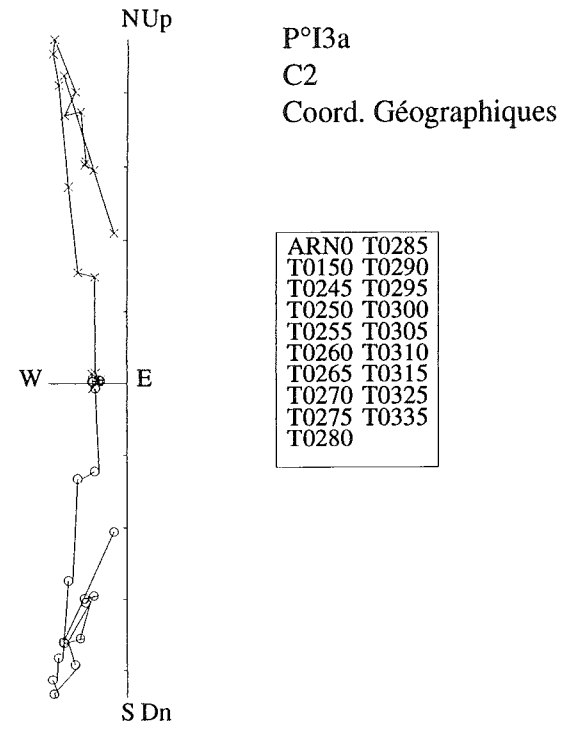 NUp
P°I3a
C2
Coord. Géographiques
ARN0 T0285
T0150 T0290
T0245 T0295
T0250 T0300
T0255 T0305
T0260 T0310
T0265 T0315
T0270 T0325
T0275 T0335
T0280
W E
S Dn